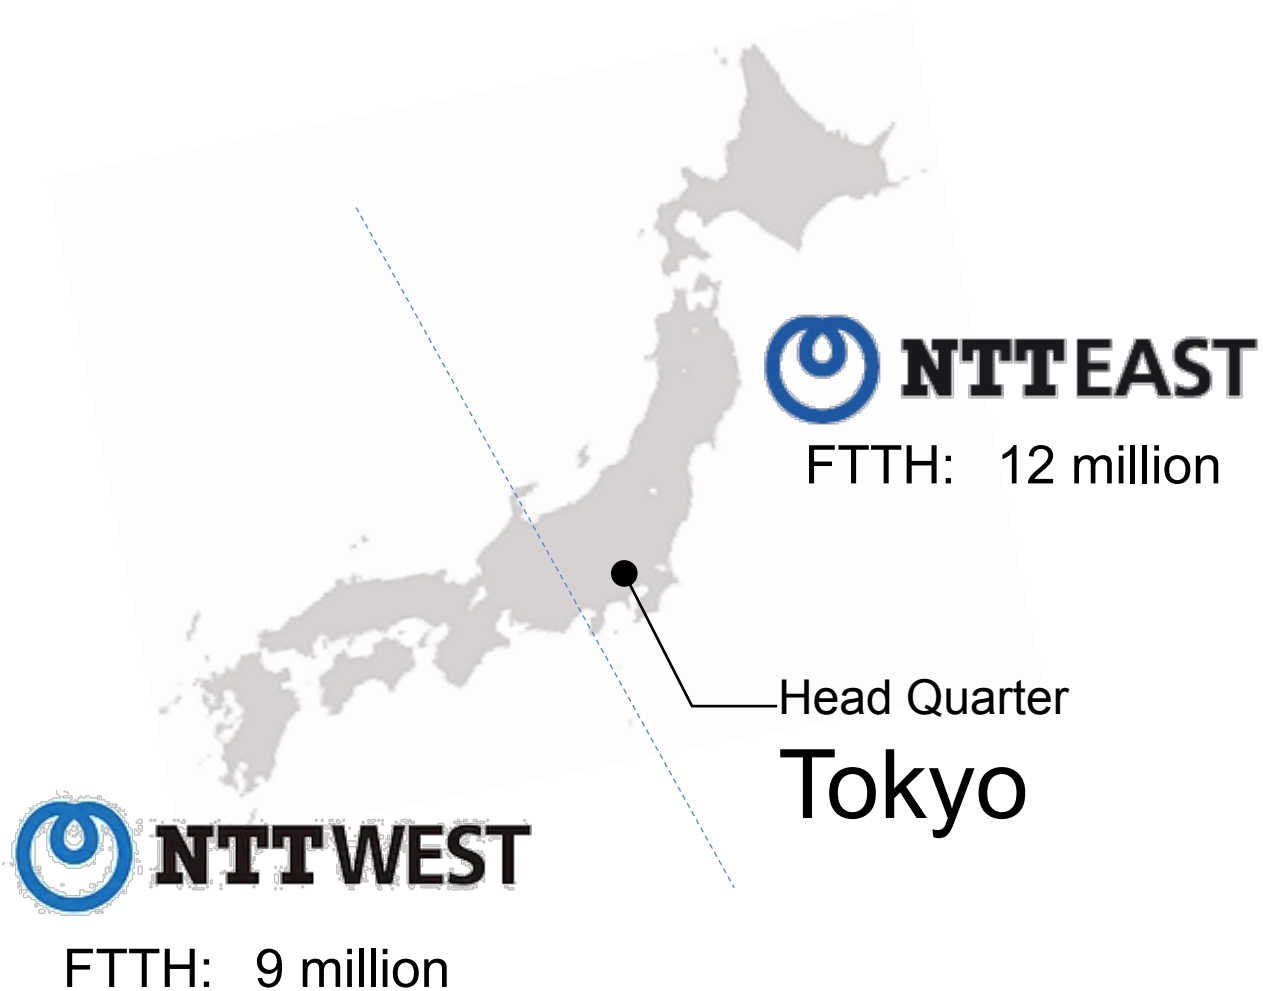 NTT EAST
FTTH: 12 million
Head Quarter
Tokyo
NTT WEST
FTTH: 9 million